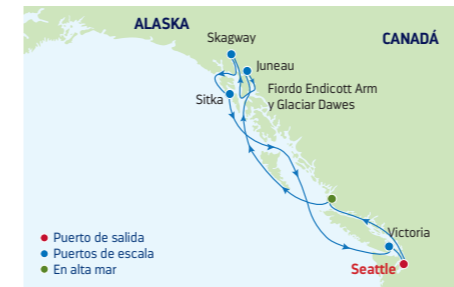 ALASKA
Skagway
CANADÁ
Juneau
Fiordo Endicott Arm
y Glaciar Dawes
Sitka
Victoria
Seattle
Puerto de salida
Puertos de escala
En alta mar